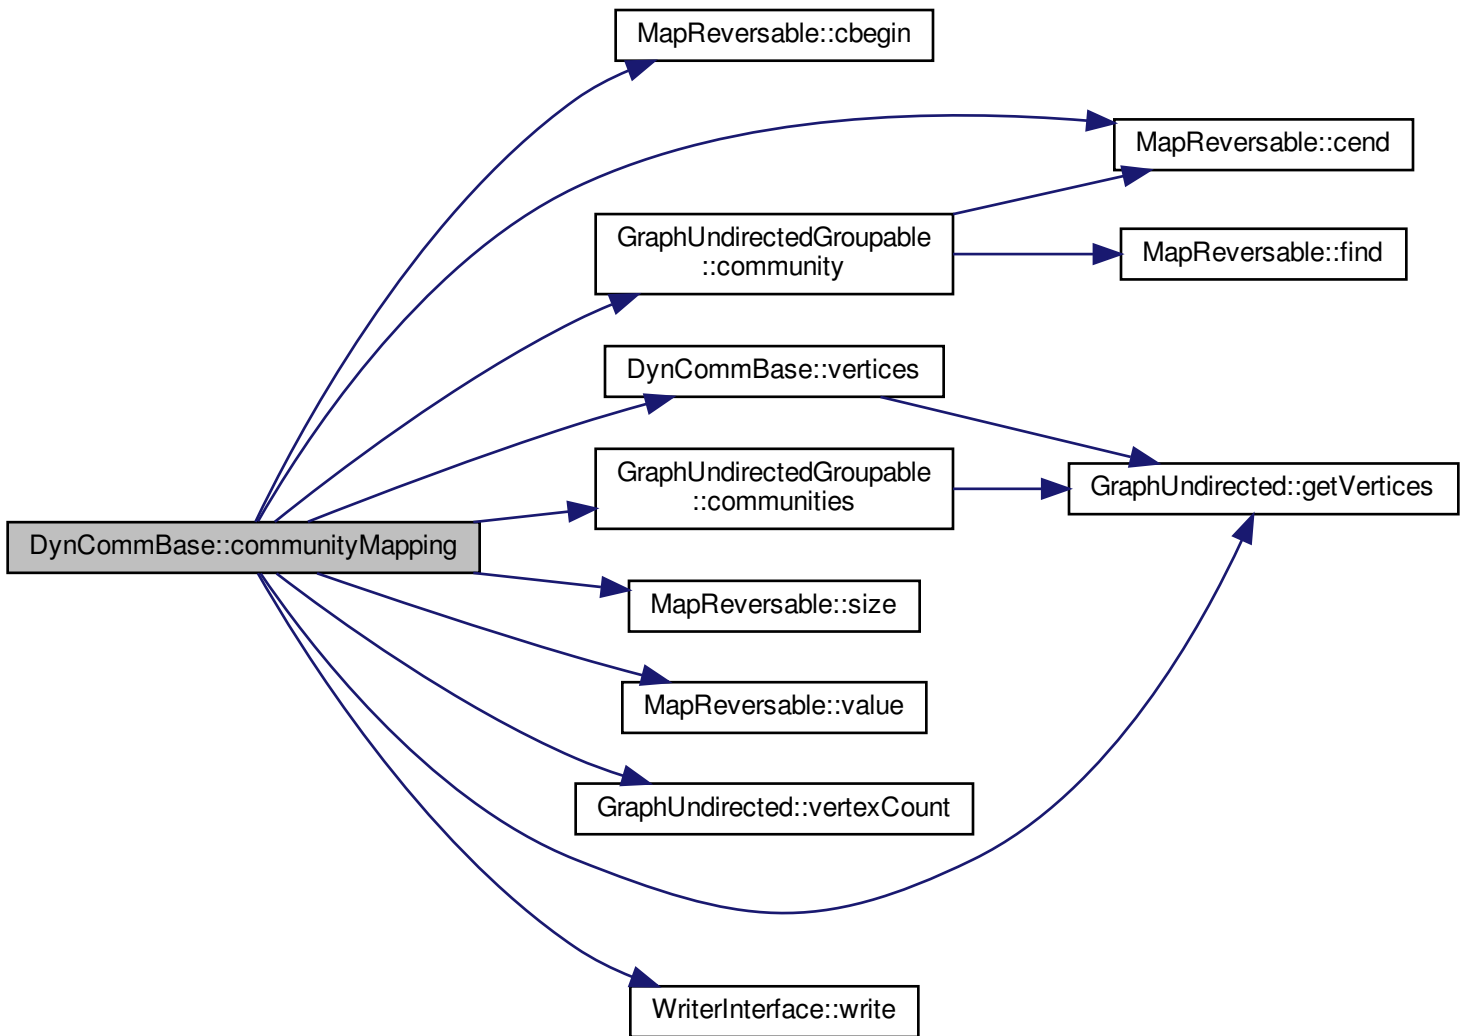 MapReversable::cbegin
MapReversable::cend
GraphUndirectedGroupable
::community
MapReversable::find
DynCommBase::vertices
GraphUndirectedGroupable
::communities
GraphUndirected::getVertices
DynCommBase::communityMapping
MapReversable::size
MapReversable::value
GraphUndirected::vertexCount
WriterInterface::write